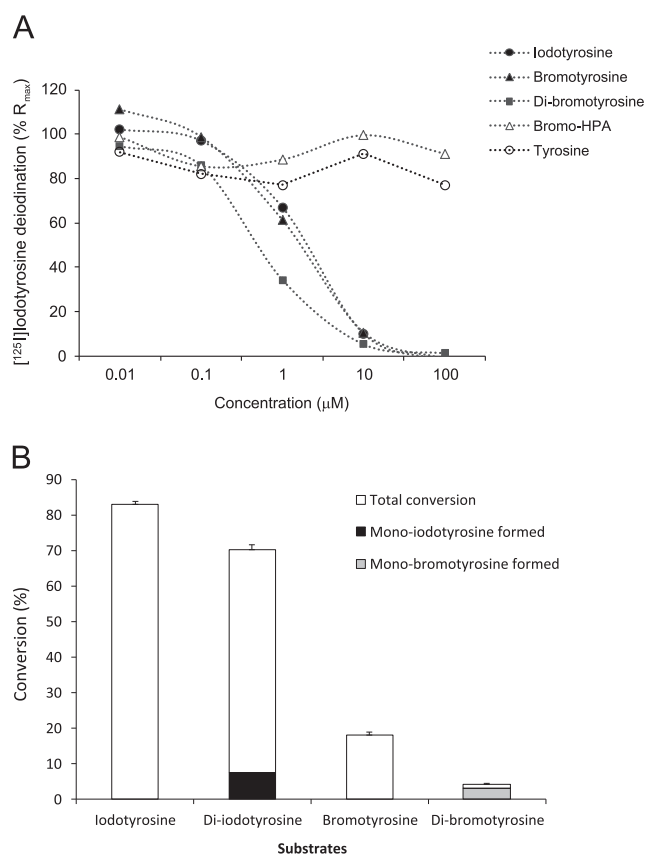 A
Iodotyrosine
Bromotyrosine
Di-bromotyrosine
Bromo-HPA
Tyrosine
[¹²⁵I]Iodotyrosine deiodination (% Rmax)
120
100
80
60
40
20
0
0.01 0.1 1 10 100
Concentration (μM)
B
Total conversion
Mono-iodotyrosine formed
Mono-bromotyrosine formed
Conversion (%)
90
80
70
60
50
40
30
20
10
0
Iodotyrosine Di-iodotyrosine Bromotyrosine Di-bromotyrosine
Substrates